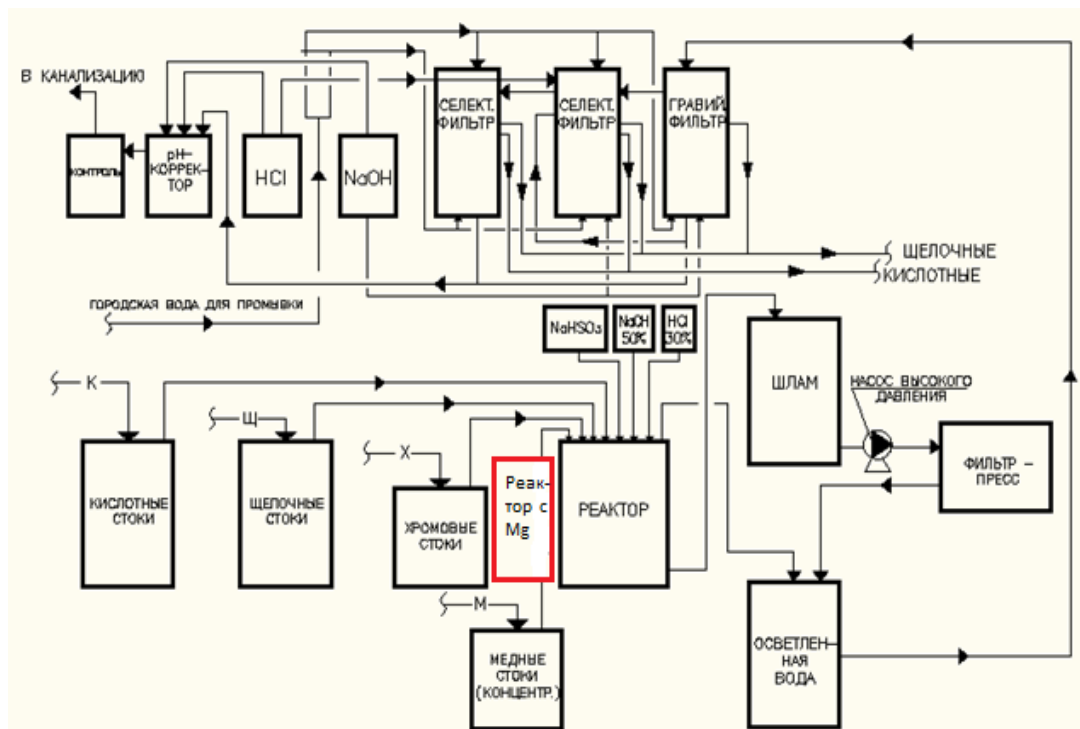 В КАНАЛИЗАЦИЮ
КОНТРОЛЬ
pH-
КОРРЕК-
ТОР
HCl
NaOH
СЕЛЕКТ.
ФИЛЬТР
СЕЛЕКТ.
ФИЛЬТР
ГРАВИЙ
ФИЛЬТР
ЩЕЛОЧНЫЕ
КИСЛОТНЫЕ
ГОРОДСКАЯ ВОДА ДЛЯ ПРОМЫВКИ
NaHSO₃
NaOH
50%
HCl
30%
ШЛАМ
НАСОС ВЫСОКОГО
ДАВЛЕНИЯ
ФИЛЬТР –
ПРЕСС
К
Щ
Х
КИСЛОТНЫЕ
СТОКИ
ЩЕЛОЧНЫЕ
СТОКИ
ХРОМОВЫЕ
СТОКИ
Реак-
тор с
Mg
РЕАКТОР
М
МЕДНЫЕ
СТОКИ
(КОНЦЕНТР.)
ОСВЕТЛЕН-
НАЯ
ВОДА